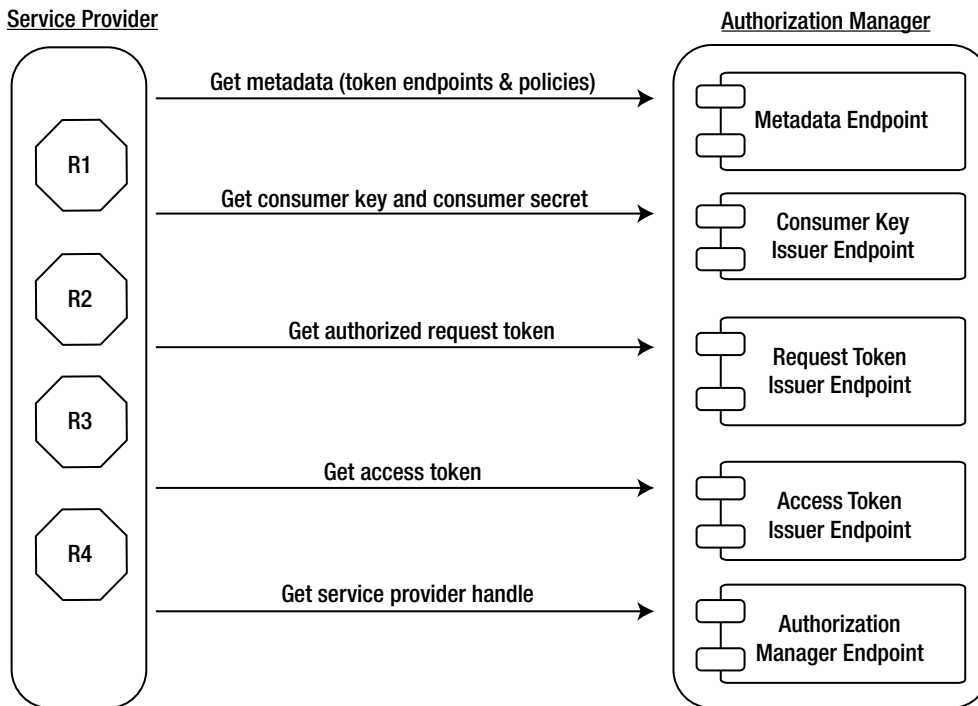 Service Provider
Authorization Manager
Get metadata (token endpoints & policies)
Metadata Endpoint
R1
Get consumer key and consumer secret
Consumer Key
Issuer Endpoint
R2
Get authorized request token
Request Token
Issuer Endpoint
R3
Get access token
Access Token
Issuer Endpoint
R4
Get service provider handle
Authorization
Manager Endpoint